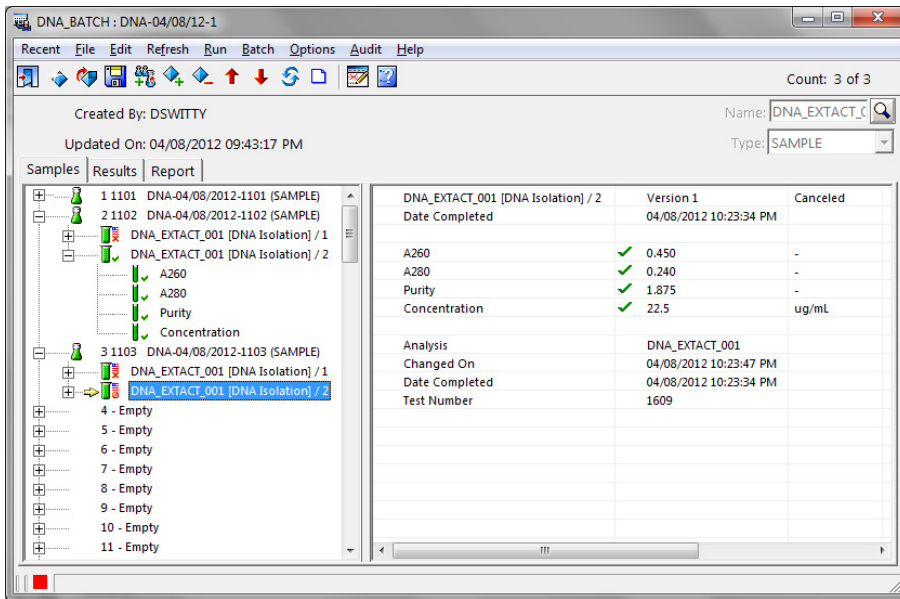 DNA_BATCH : DNA-04/08/12-1
Recent File Edit Refresh Run Batch Options Audit Help
Count: 3 of 3
Created By: DSWITTY
Name: DNA_EXTACT_0
Updated On: 04/08/2012 09:43:17 PM
Type: SAMPLE
Samples Results Report
1 1101 DNA-04/08/2012-1101 (SAMPLE)
2 1102 DNA-04/08/2012-1102 (SAMPLE)
DNA_EXTACT_001 [DNA Isolation] / 1
DNA_EXTACT_001 [DNA Isolation] / 2
A260
A280
Purity
Concentration
3 1103 DNA-04/08/2012-1103 (SAMPLE)
DNA_EXTACT_001 [DNA Isolation] / 1
DNA_EXTACT_001 [DNA Isolation] / 2
4 - Empty
5 - Empty
6 - Empty
7 - Empty
8 - Empty
9 - Empty
10 - Empty
11 - Empty
DNA_EXTACT_001 [DNA Isolation] / 2 Version 1 Canceled
Date Completed 04/08/2012 10:23:34 PM
A260 0.450 -
A280 0.240 -
Purity 1.875 -
Concentration 22.5 ug/mL
Analysis DNA_EXTACT_001
Changed On 04/08/2012 10:23:47 PM
Date Completed 04/08/2012 10:23:34 PM
Test Number 1609